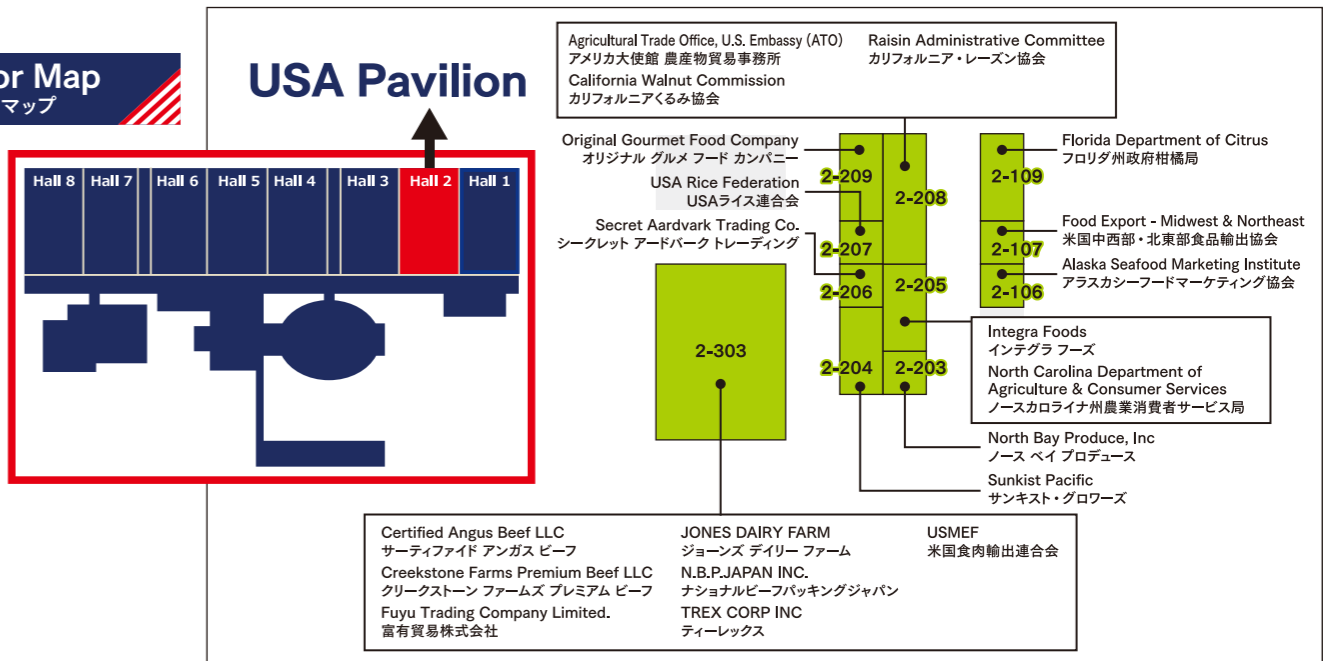 or Map
マップ
USA Pavilion
Hall 8
Hall 7
Hall 6
Hall 5
Hall 4
Hall 3
Hall 2
Hall 1
Agricultural Trade Office, U.S. Embassy (ATO)
アメリカ大使館 農産物貿易事務所
California Walnut Commission
カリフォルニアくるみ協会
Raisin Administrative Committee
カリフォルニア・レーズン協会
Original Gourmet Food Company
オリジナル グルメ フード カンパニー
USA Rice Federation
USAライス連合会
Secret Aardvark Trading Co.
シークレット アードバーク トレーディング
2-209
2-208
2-207
2-206
2-205
2-204
2-203
2-109
2-107
2-106
2-303
Florida Department of Citrus
フロリダ州政府柑橘局
Food Export - Midwest & Northeast
米国中西部・北東部食品輸出協会
Alaska Seafood Marketing Institute
アラスカシーフードマーケティング協会
Integra Foods
インテグラ フーズ
North Carolina Department of
Agriculture & Consumer Services
ノースカロライナ州農業消費者サービス局
North Bay Produce, Inc
ノース ベイ プロデュース
Sunkist Pacific
サンキスト・グロワーズ
Certified Angus Beef LLC
サーティファイド アンガス ビーフ
Creekstone Farms Premium Beef LLC
クリークストーン ファームズ プレミアム ビーフ
Fuyu Trading Company Limited.
富有貿易株式会社
JONES DAIRY FARM
ジョーンズ デイリー ファーム
N.B.P.JAPAN INC.
ナショナルビーフパッキングジャパン
TREX CORP INC
ティーレックス
USMEF
米国食肉輸出連合会